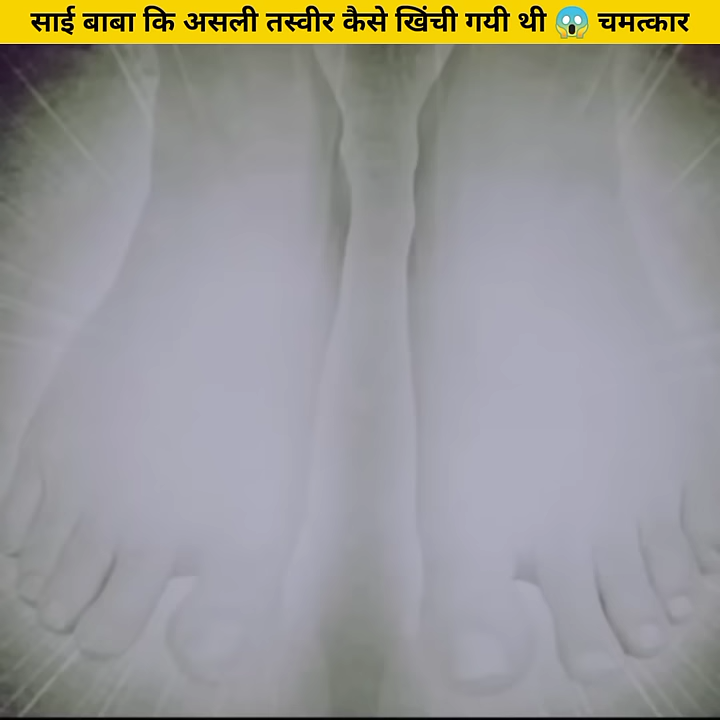 साई बाबा कि असली तस्वीर कैसे खिंची गयी थी 😱 चमत्कार